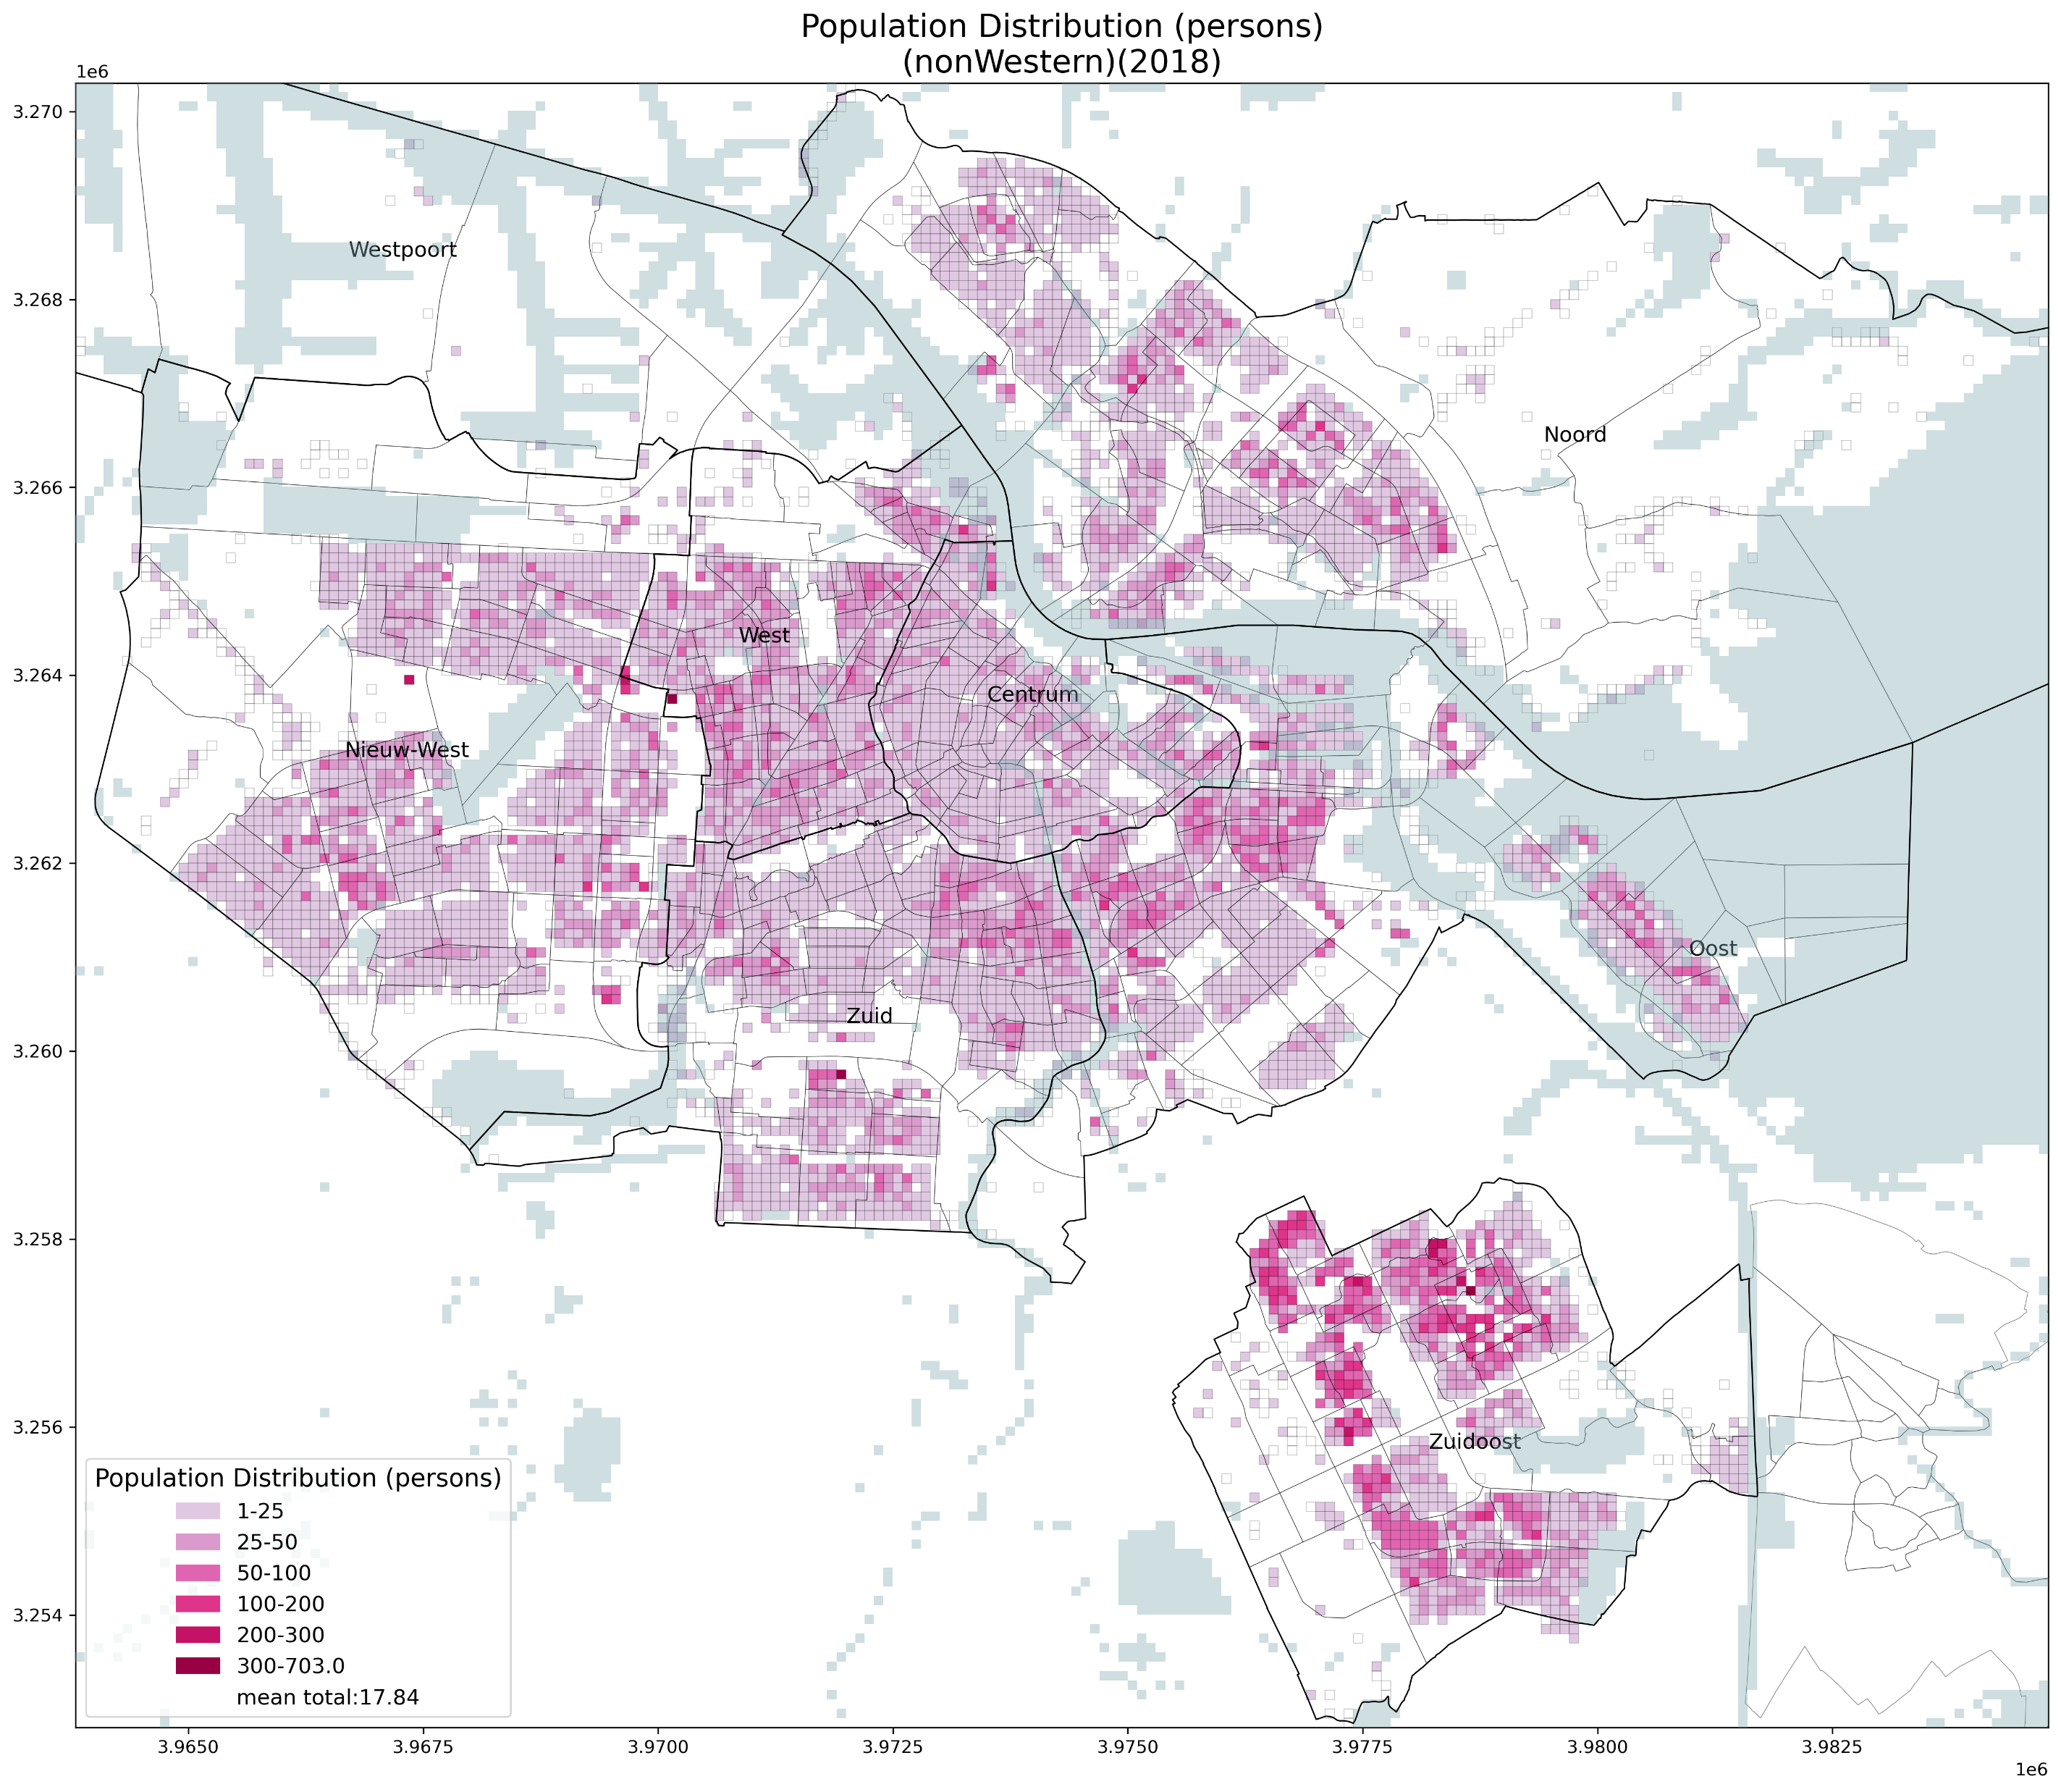 Population Distribution (persons)
(nonWestern)(2018)
1e6
3.270
3.268
3.266
3.264
3.262
3.260
3.258
3.256
3.254
Westpoort
Noord
West
Centrum
Nieuw-West
Oost
Zuid
Zuidoost
Population Distribution (persons)
1-25
25-50
50-100
100-200
200-300
300-703.0
mean total:17.84
3.9650
3.9675
3.9700
3.9725
3.9750
3.9775
3.9800
3.9825
1e6